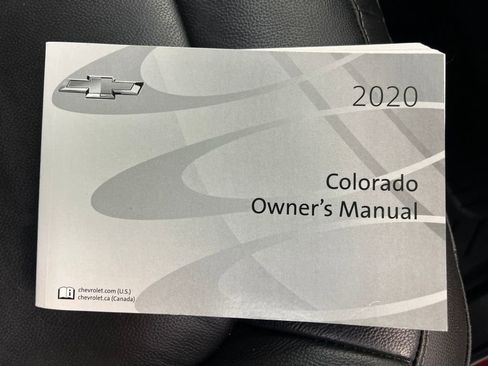 2020
Colorado
Owner's Manual
chevrolet.com (U.S.)
chevrolet.ca (Canada)